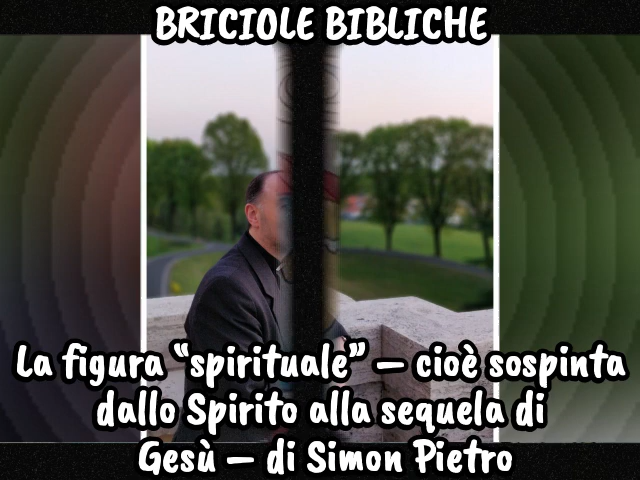 BRICIOLE BIBLICHE
La figura “spirituale” – cioè sospinta
dallo Spirito alla sequela di
Gesù – di Simon Pietro